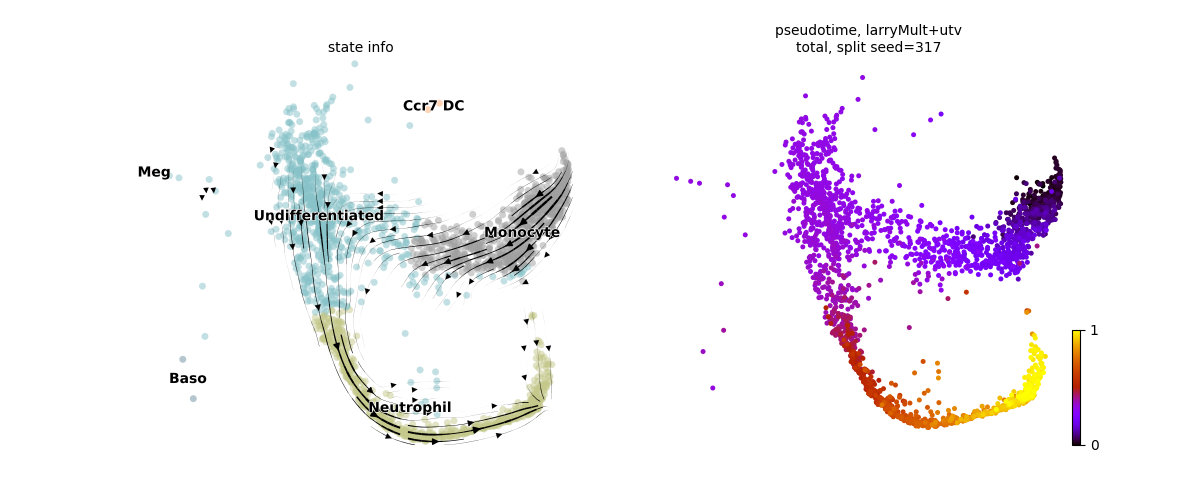 state info
pseudotime, larryMult+utv
total, split seed=317
Ccr7 DC
Meg
Undifferentiated
Monocyte
Baso
Neutrophil
1
0